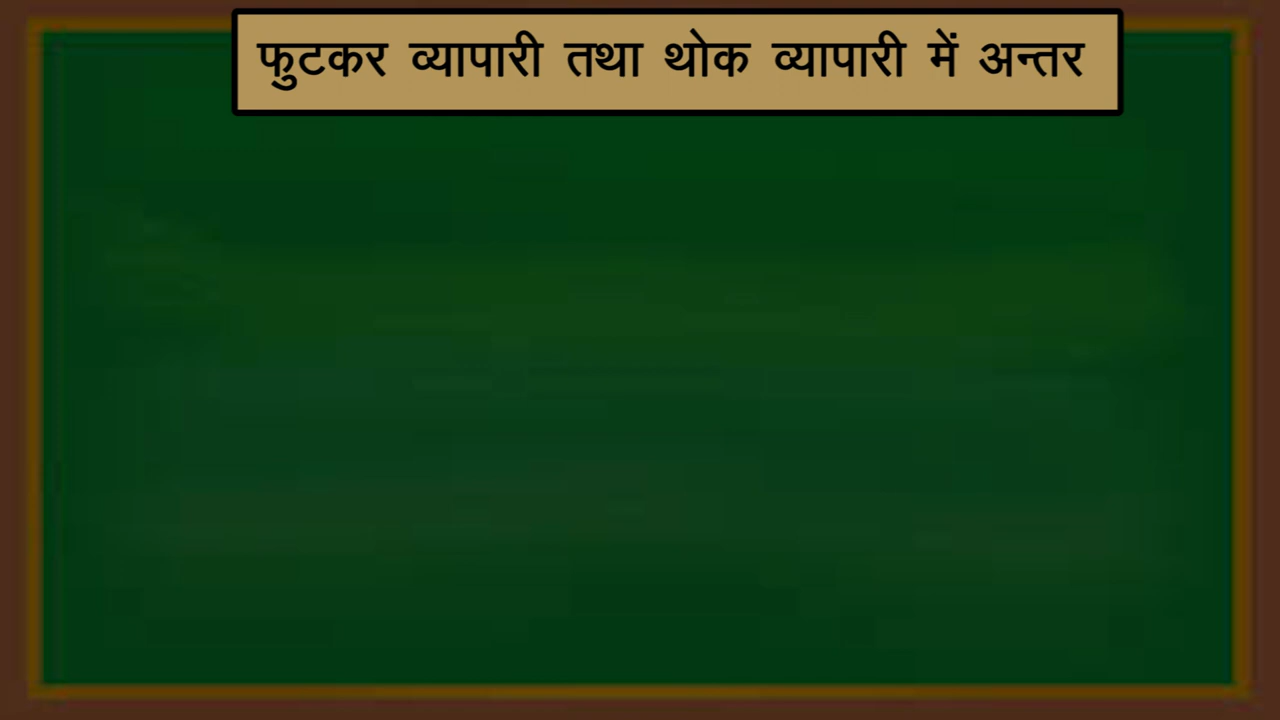 फुटकर व्यापारी तथा थोक व्यापारी में अन्तर